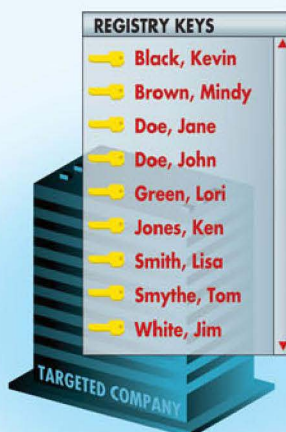 REGISTRY KEYS
Black, Kevin
Brown, Mindy
Doe, Jane
Doe, John
Green, Lori
Jones, Ken
Smith, Lisa
Smythe, Tom
White, Jim
TARGETED COMPANY